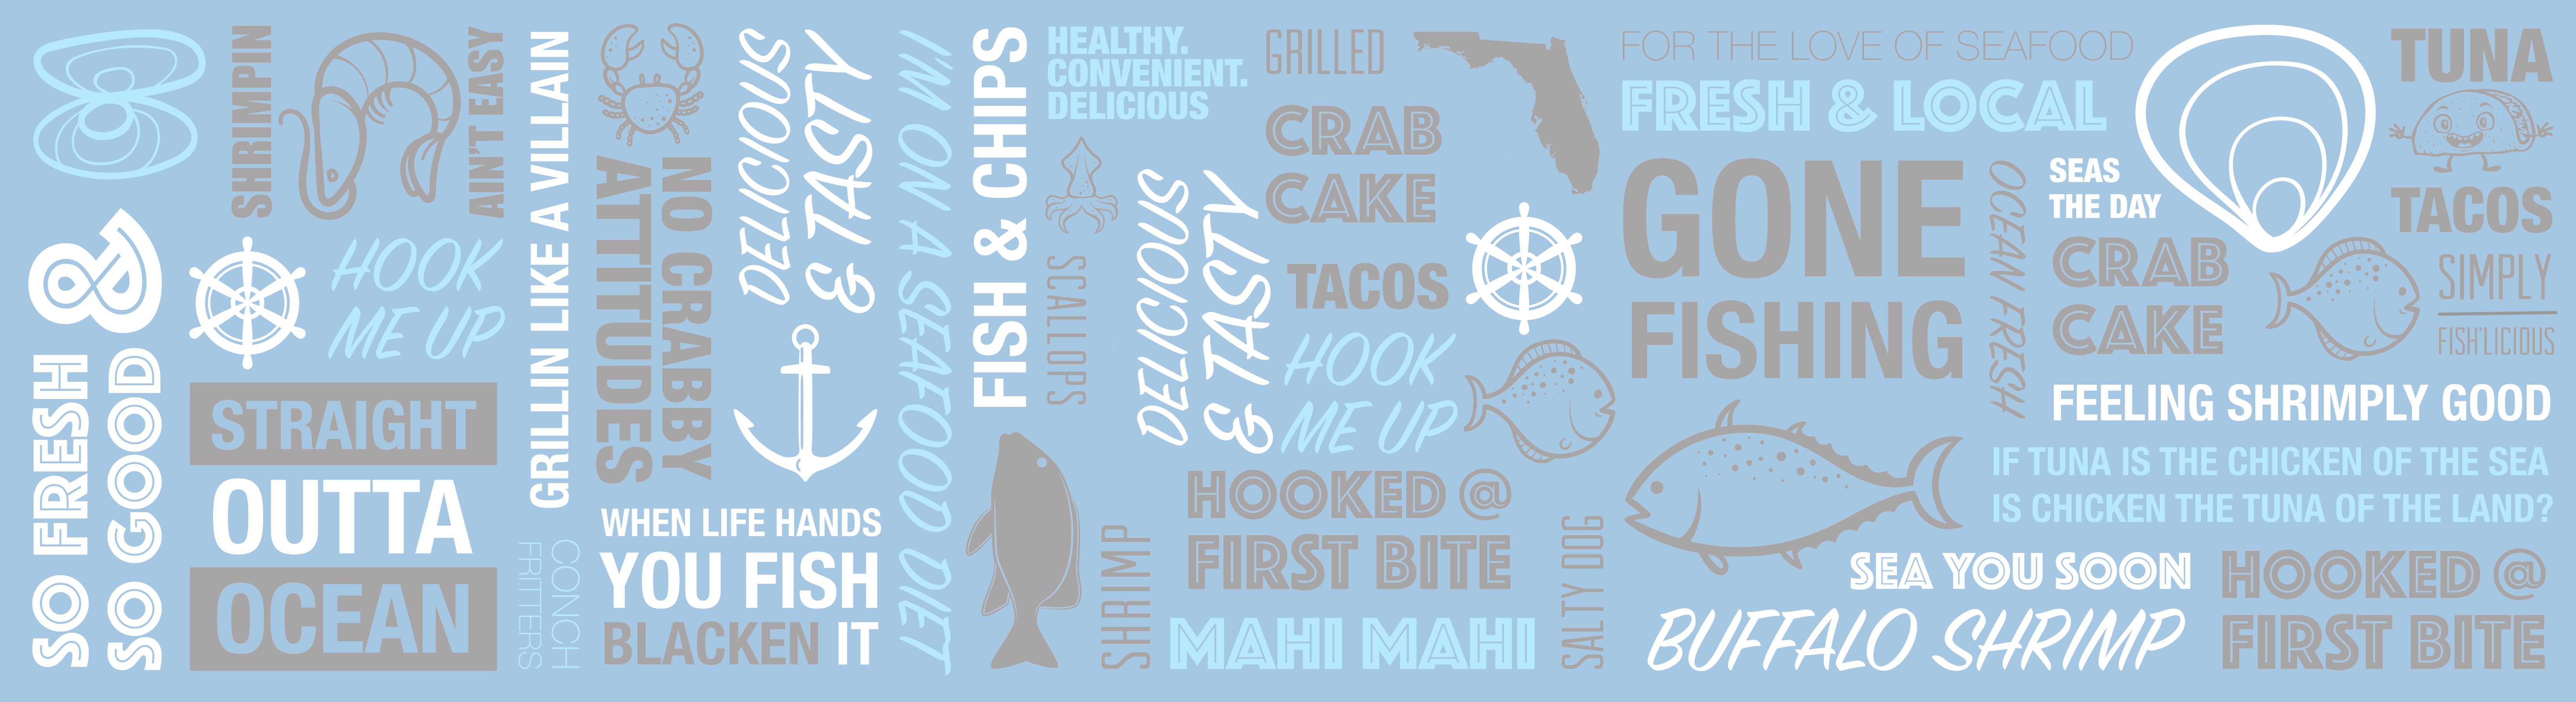 SO FRESH &
SO GOOD
SHRIMPIN
AIN'T EASY
HOOK
ME UP
STRAIGHT
OUTTA
OCEAN
GRILLIN LIKE A VILLAIN
CONCH
FRITTERS
NO CRABBY
ATTITUDES
DELICIOUS
& TASTY
WHEN LIFE HANDS
YOU FISH
BLACKEN IT
I'M ON A SEAFOOD DIET
FISH & CHIPS
HEALTHY.
CONVENIENT.
DELICIOUS
SCALLOPS
SHRIMP
DELICIOUS
& TASTY
GRILLED
CRAB
CAKE
TACOS
HOOK
ME UP
HOOKED @
FIRST BITE
MAHI MAHI
SALTY DOG
FOR THE LOVE OF SEAFOOD
FRESH & LOCAL
GONE
FISHING
OCEAN FRESH
SEAS
THE DAY
CRAB
CAKE
TUNA
TACOS
SIMPLY
FISH'LICIOUS
FEELING SHRIMPLY GOOD
IF TUNA IS THE CHICKEN OF THE SEA
IS CHICKEN THE TUNA OF THE LAND?
SEA YOU SOON
BUFFALO SHRIMP
HOOKED @
FIRST BITE